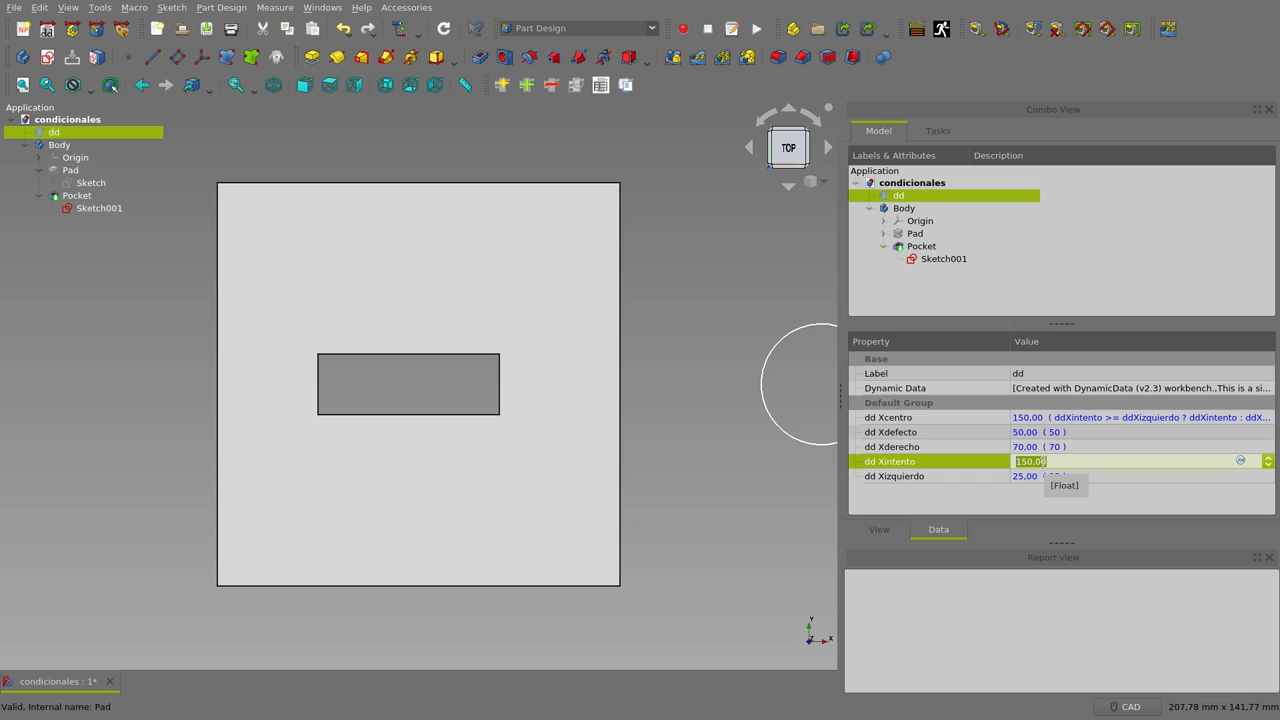 File Edit View Tools Macro Sketch Part Design Measure Windows Help Accessories
Part Design
Application
condicionales
dd
Body
Origin
Pad
Sketch
Pocket
Sketch001
TOP
Y
Z
X
Combo View
Model Tasks
Labels & Attributes Description
Application
condicionales
dd
Body
Origin
Pad
Pocket
Sketch001
Property Value
Base
Label dd
Dynamic Data [Created with DynamicData (v2.3) workbench.,This is a si...
Default Group
dd Xcentro 150,00 ( ddXintento >= ddXizquierdo ? ddXintento : ddX...
dd Xdefecto 50,00 ( 50 )
dd Xderecho 70,00 ( 70 )
dd Xintento 150,00
dd Xizquierdo 25,00
[Float]
View Data
Report view
condicionales : 1*
Valid, Internal name: Pad
CAD 207,78 mm x 141,77 mm